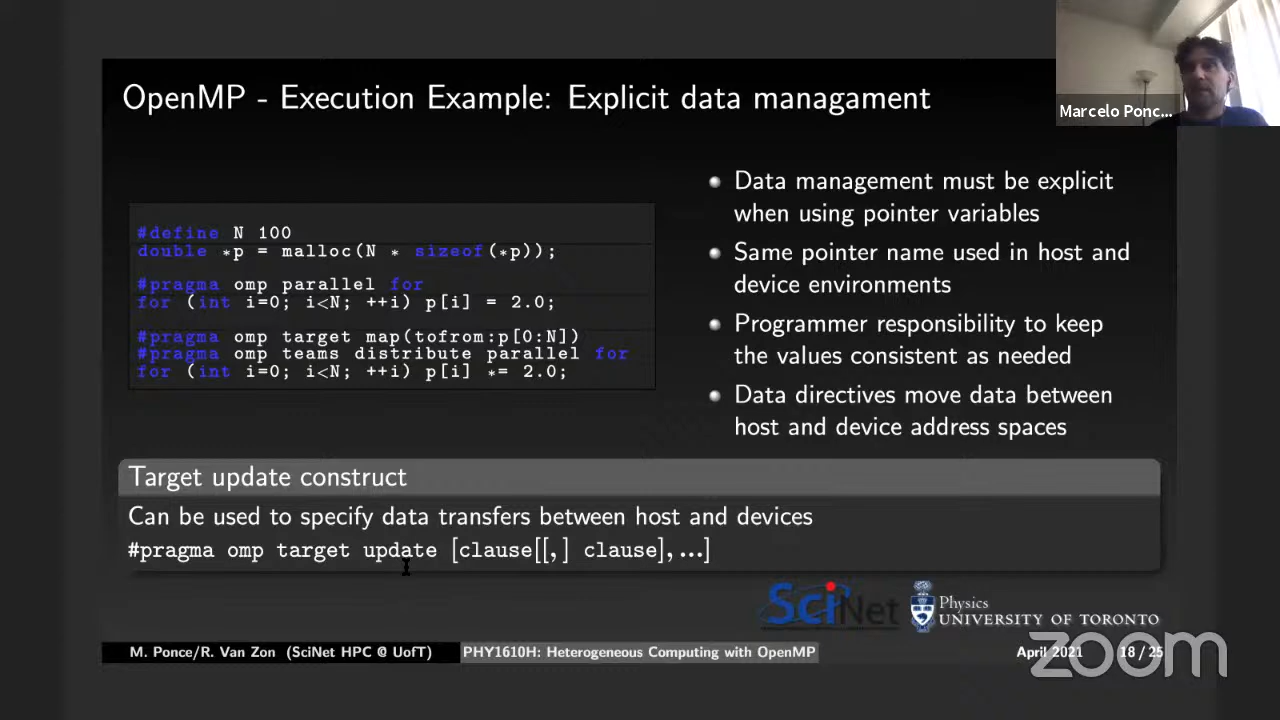 OpenMP - Execution Example: Explicit data managament
Marcelo Ponc...
#define N 100
double *p = malloc(N * sizeof(*p));
#pragma omp parallel for
for (int i=0; i<N; ++i) p[i] = 2.0;
#pragma omp target map(tofrom:p[0:N])
#pragma omp teams distribute parallel for
for (int i=0; i<N; ++i) p[i] *= 2.0;
Data management must be explicit
when using pointer variables
Same pointer name used in host and
device environments
Programmer responsibility to keep
the values consistent as needed
Data directives move data between
host and device address spaces
Target update construct
Can be used to specify data transfers between host and devices
#pragma omp target update [clause[[,] clause],...]
SciNet
Physics
UNIVERSITY OF TORONTO
M. Ponce/R. Van Zon (SciNet HPC @ UofT)
PHY1610H: Heterogeneous Computing with OpenMP
April 2021
18 / 25
zoom